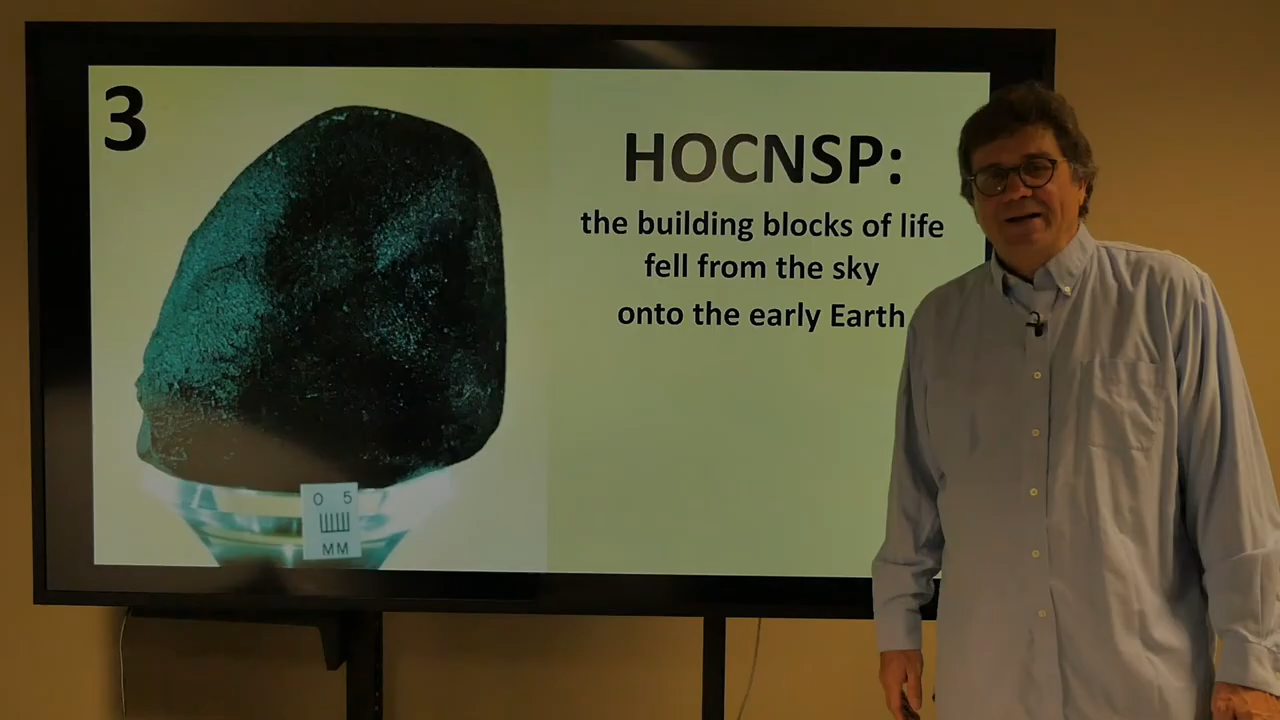 3
HOCNSP:
the building blocks of life
fell from the sky
onto the early Earth
0 5
MM